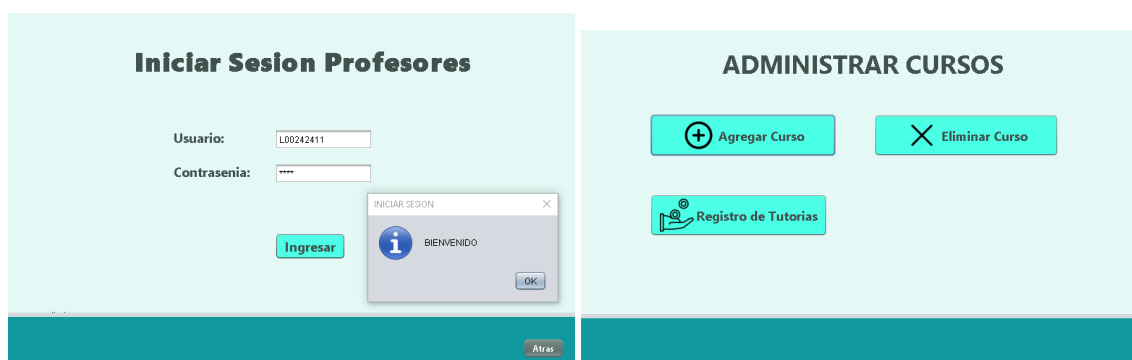 Iniciar Sesion Profesores
Usuario:
L00242411
Contrasenia:
****
INICIAR SESION
BIENVENIDO
OK
Ingresar
Atras
ADMINISTRAR CURSOS
Agregar Curso
Eliminar Curso
Registro de Tutorias